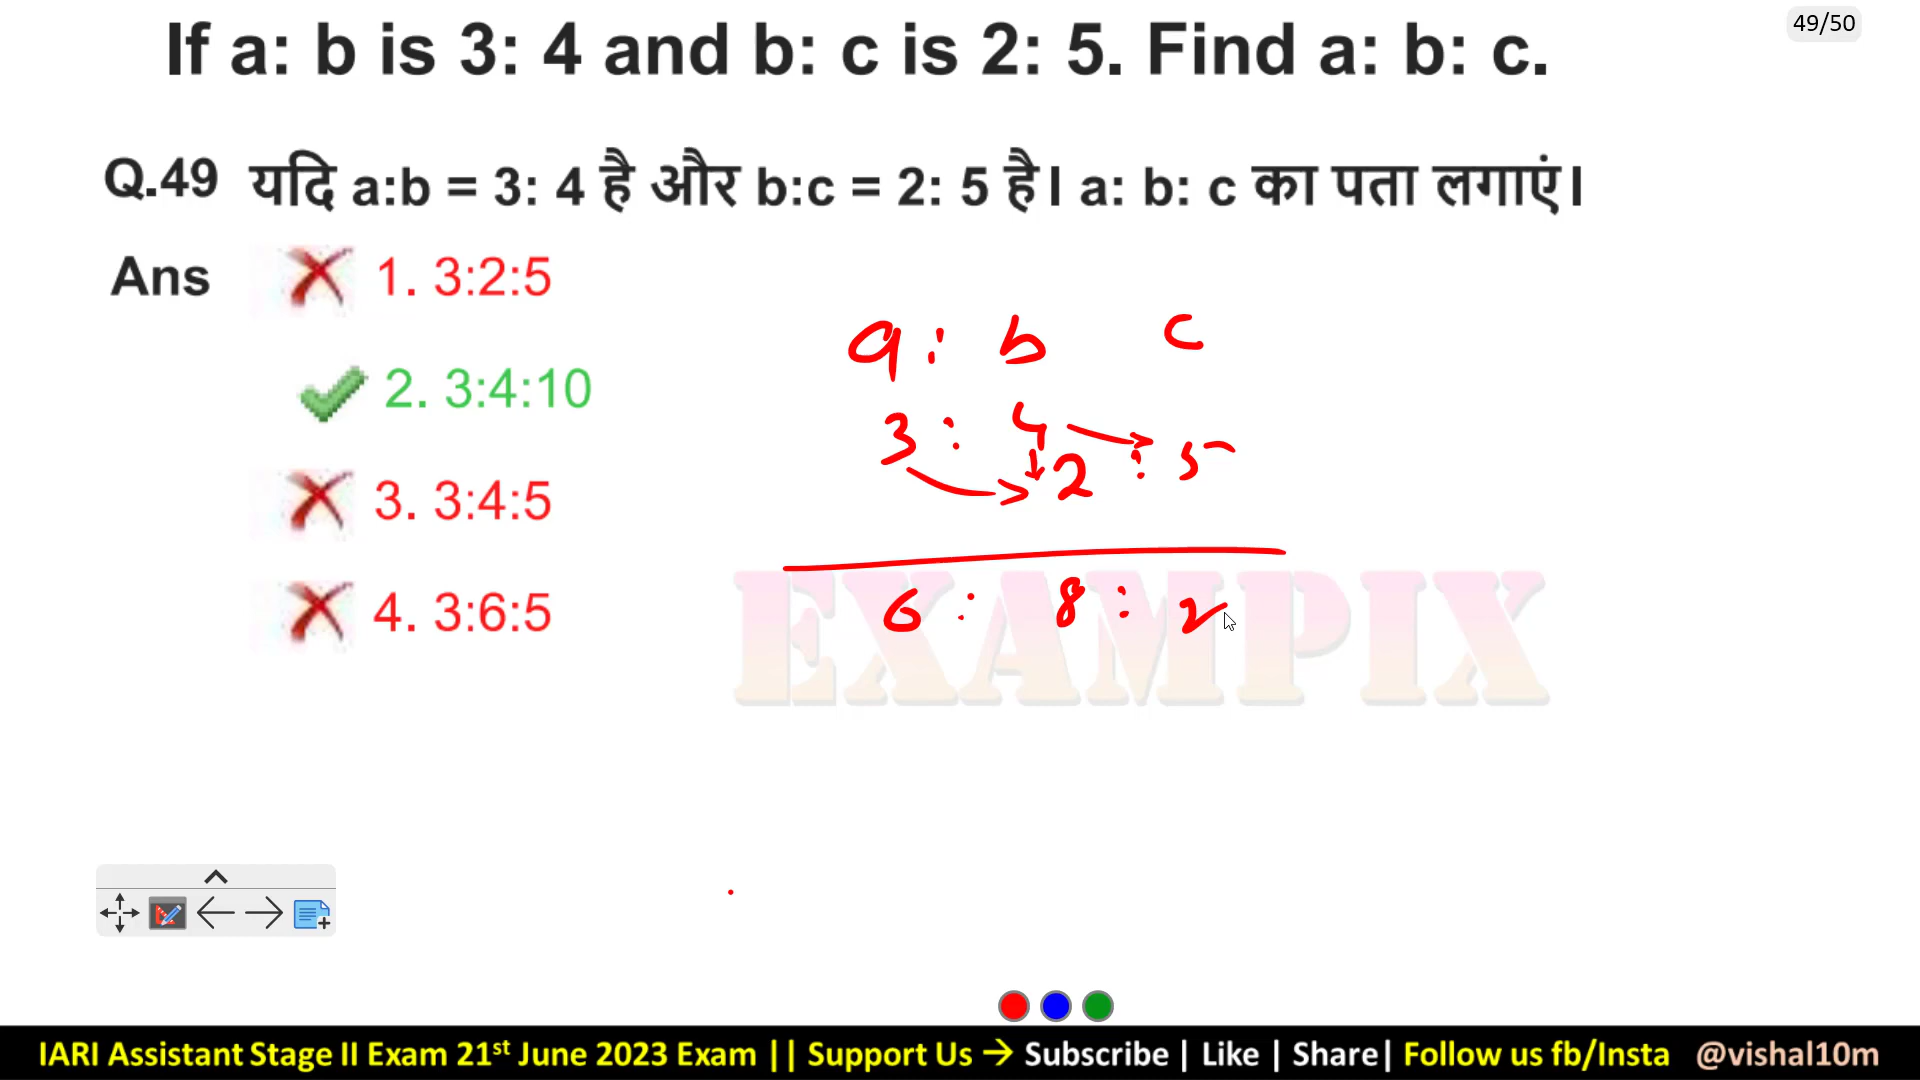 49/50
If a: b is 3: 4 and b: c is 2: 5. Find a: b: c.
Q.49 यदि a:b = 3: 4 है और b:c = 2: 5 है। a: b: c का पता लगाएं।
Ans 1. 3:2:5
2. 3:4:10
3. 3:4:5
4. 3:6:5
a : b c
3 : 4
2 : 5
6 : 8 : 2
EXAMPIX
IARI Assistant Stage II Exam 21st June 2023 Exam || Support Us → Subscribe | Like | Share| Follow us fb/Insta @vishal10m